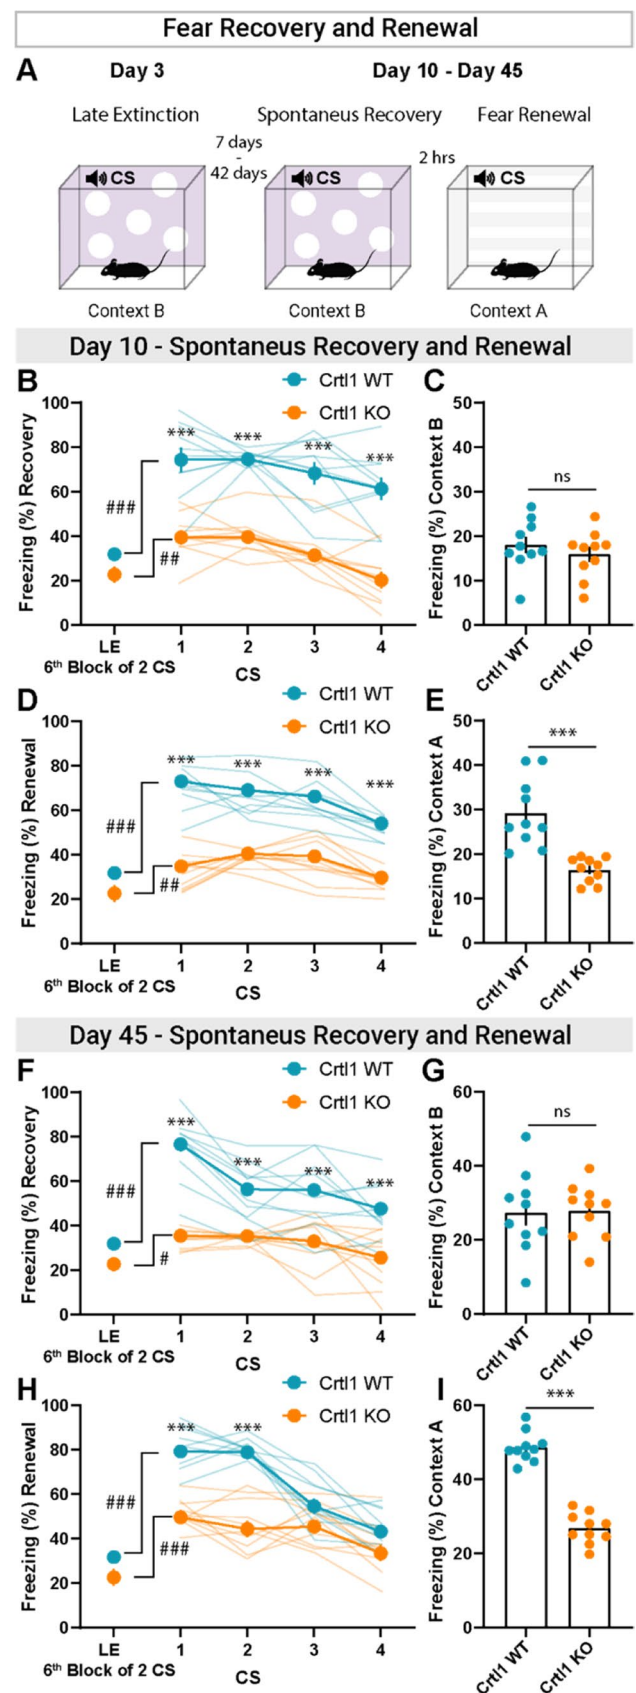 Fear Recovery and Renewal
A
Day 3
Day 10 - Day 45
Late Extinction
Spontaneus Recovery
Fear Renewal
7 days
-
42 days
2 hrs
CS
CS
CS
Context B
Context B
Context A
Day 10 - Spontaneus Recovery and Renewal
B
Crtl1 WT
Crtl1 KO
Freezing (%) Recovery
100
80
60
40
20
0
***
***
***
***
###
##
LE
1
2
3
4
6th Block of 2 CS
CS
C
Freezing (%) Context B
50
40
30
20
10
0
ns
Crtl1 WT
Crtl1 KO
D
Crtl1 WT
Crtl1 KO
Freezing (%) Renewal
100
80
60
40
20
0
***
***
***
***
###
##
LE
1
2
3
4
6th Block of 2 CS
CS
E
Freezing (%) Context A
50
40
30
20
10
0
***
Crtl1 WT
Crtl1 KO
Day 45 - Spontaneus Recovery and Renewal
F
Crtl1 WT
Crtl1 KO
Freezing (%) Recovery
100
80
60
40
20
0
***
***
***
***
###
#
LE
1
2
3
4
6th Block of 2 CS
CS
G
Freezing (%) Context B
60
40
20
0
ns
Crtl1 WT
Crtl1 KO
H
Crtl1 WT
Crtl1 KO
Freezing (%) Renewal
100
80
60
40
20
0
***
***
###
###
LE
1
2
3
4
6th Block of 2 CS
CS
I
Freezing (%) Context A
60
40
20
0
***
Crtl1 WT
Crtl1 KO